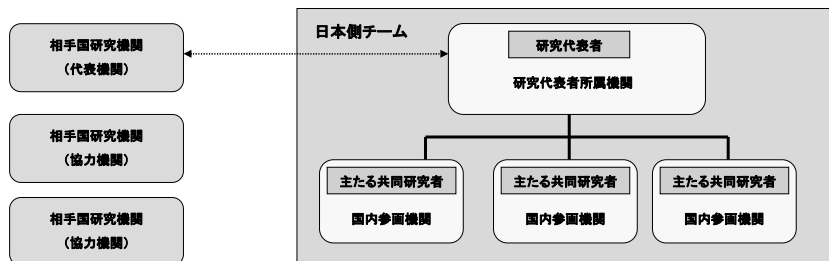 相手国研究機関
(代表機関)
相手国研究機関
(協力機関)
相手国研究機関
(協力機関)
日本側チーム
研究代表者
研究代表者所属機関
主たる共同研究者
国内参画機関
主たる共同研究者
国内参画機関
主たる共同研究者
国内参画機関